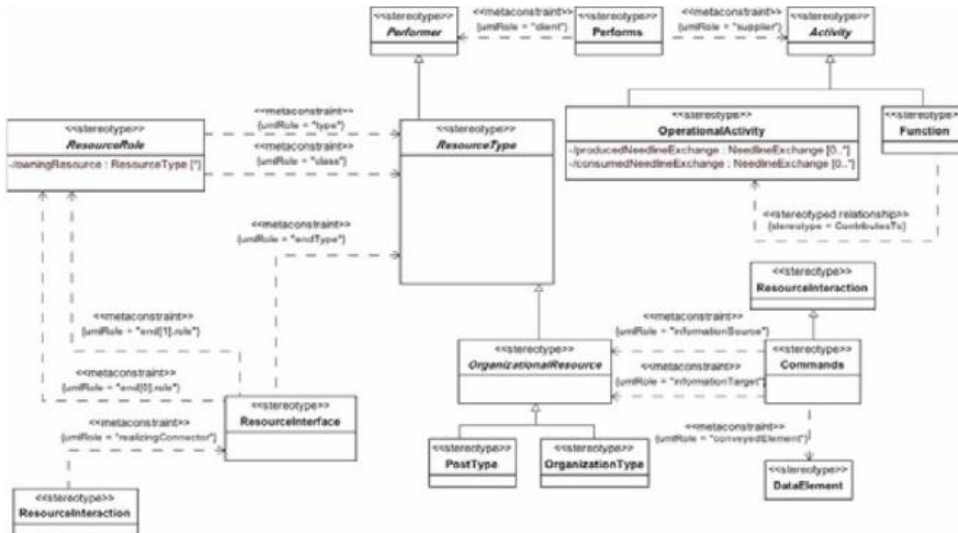 <<stereotype>>
Performer
<<metaconstraint>>
{umlRole = "client"}
<<stereotype>>
Performs
<<metaconstraint>>
{umlRole = "supplier"}
<<stereotype>>
Activity
<<stereotype>>
ResourceRole
-/owningResource : ResourceType [*]
<<metaconstraint>>
{umlRole = "type"}
<<metaconstraint>>
{umlRole = "class"}
<<stereotype>>
ResourceType
<<stereotype>>
OperationalActivity
-/producedNeedlineExchange : NeedlineExchange [0..*]
-/consumedNeedlineExchange : NeedlineExchange [0..*]
<<stereotype>>
Function
<<stereotyped relationship>>
{stereotype = ContributesTo}
<<metaconstraint>>
{umlRole = "endType"}
<<stereotype>>
ResourceInteraction
<<metaconstraint>>
{umlRole = "end[1].role"}
<<metaconstraint>>
{umlRole = "end[0].role"}
<<stereotype>>
OrganizationalResource
<<metaconstraint>>
{umlRole = "informationSource"}
<<metaconstraint>>
{umlRole = "informationTarget"}
<<stereotype>>
Commands
<<stereotype>>
ResourceInterface
<<metaconstraint>>
{umlRole = "realizingConnector"}
<<metaconstraint>>
{umlRole = "conveyedElement"}
<<stereotype>>
PostType
<<stereotype>>
OrganizationType
<<stereotype>>
DataElement
<<stereotype>>
ResourceInteraction